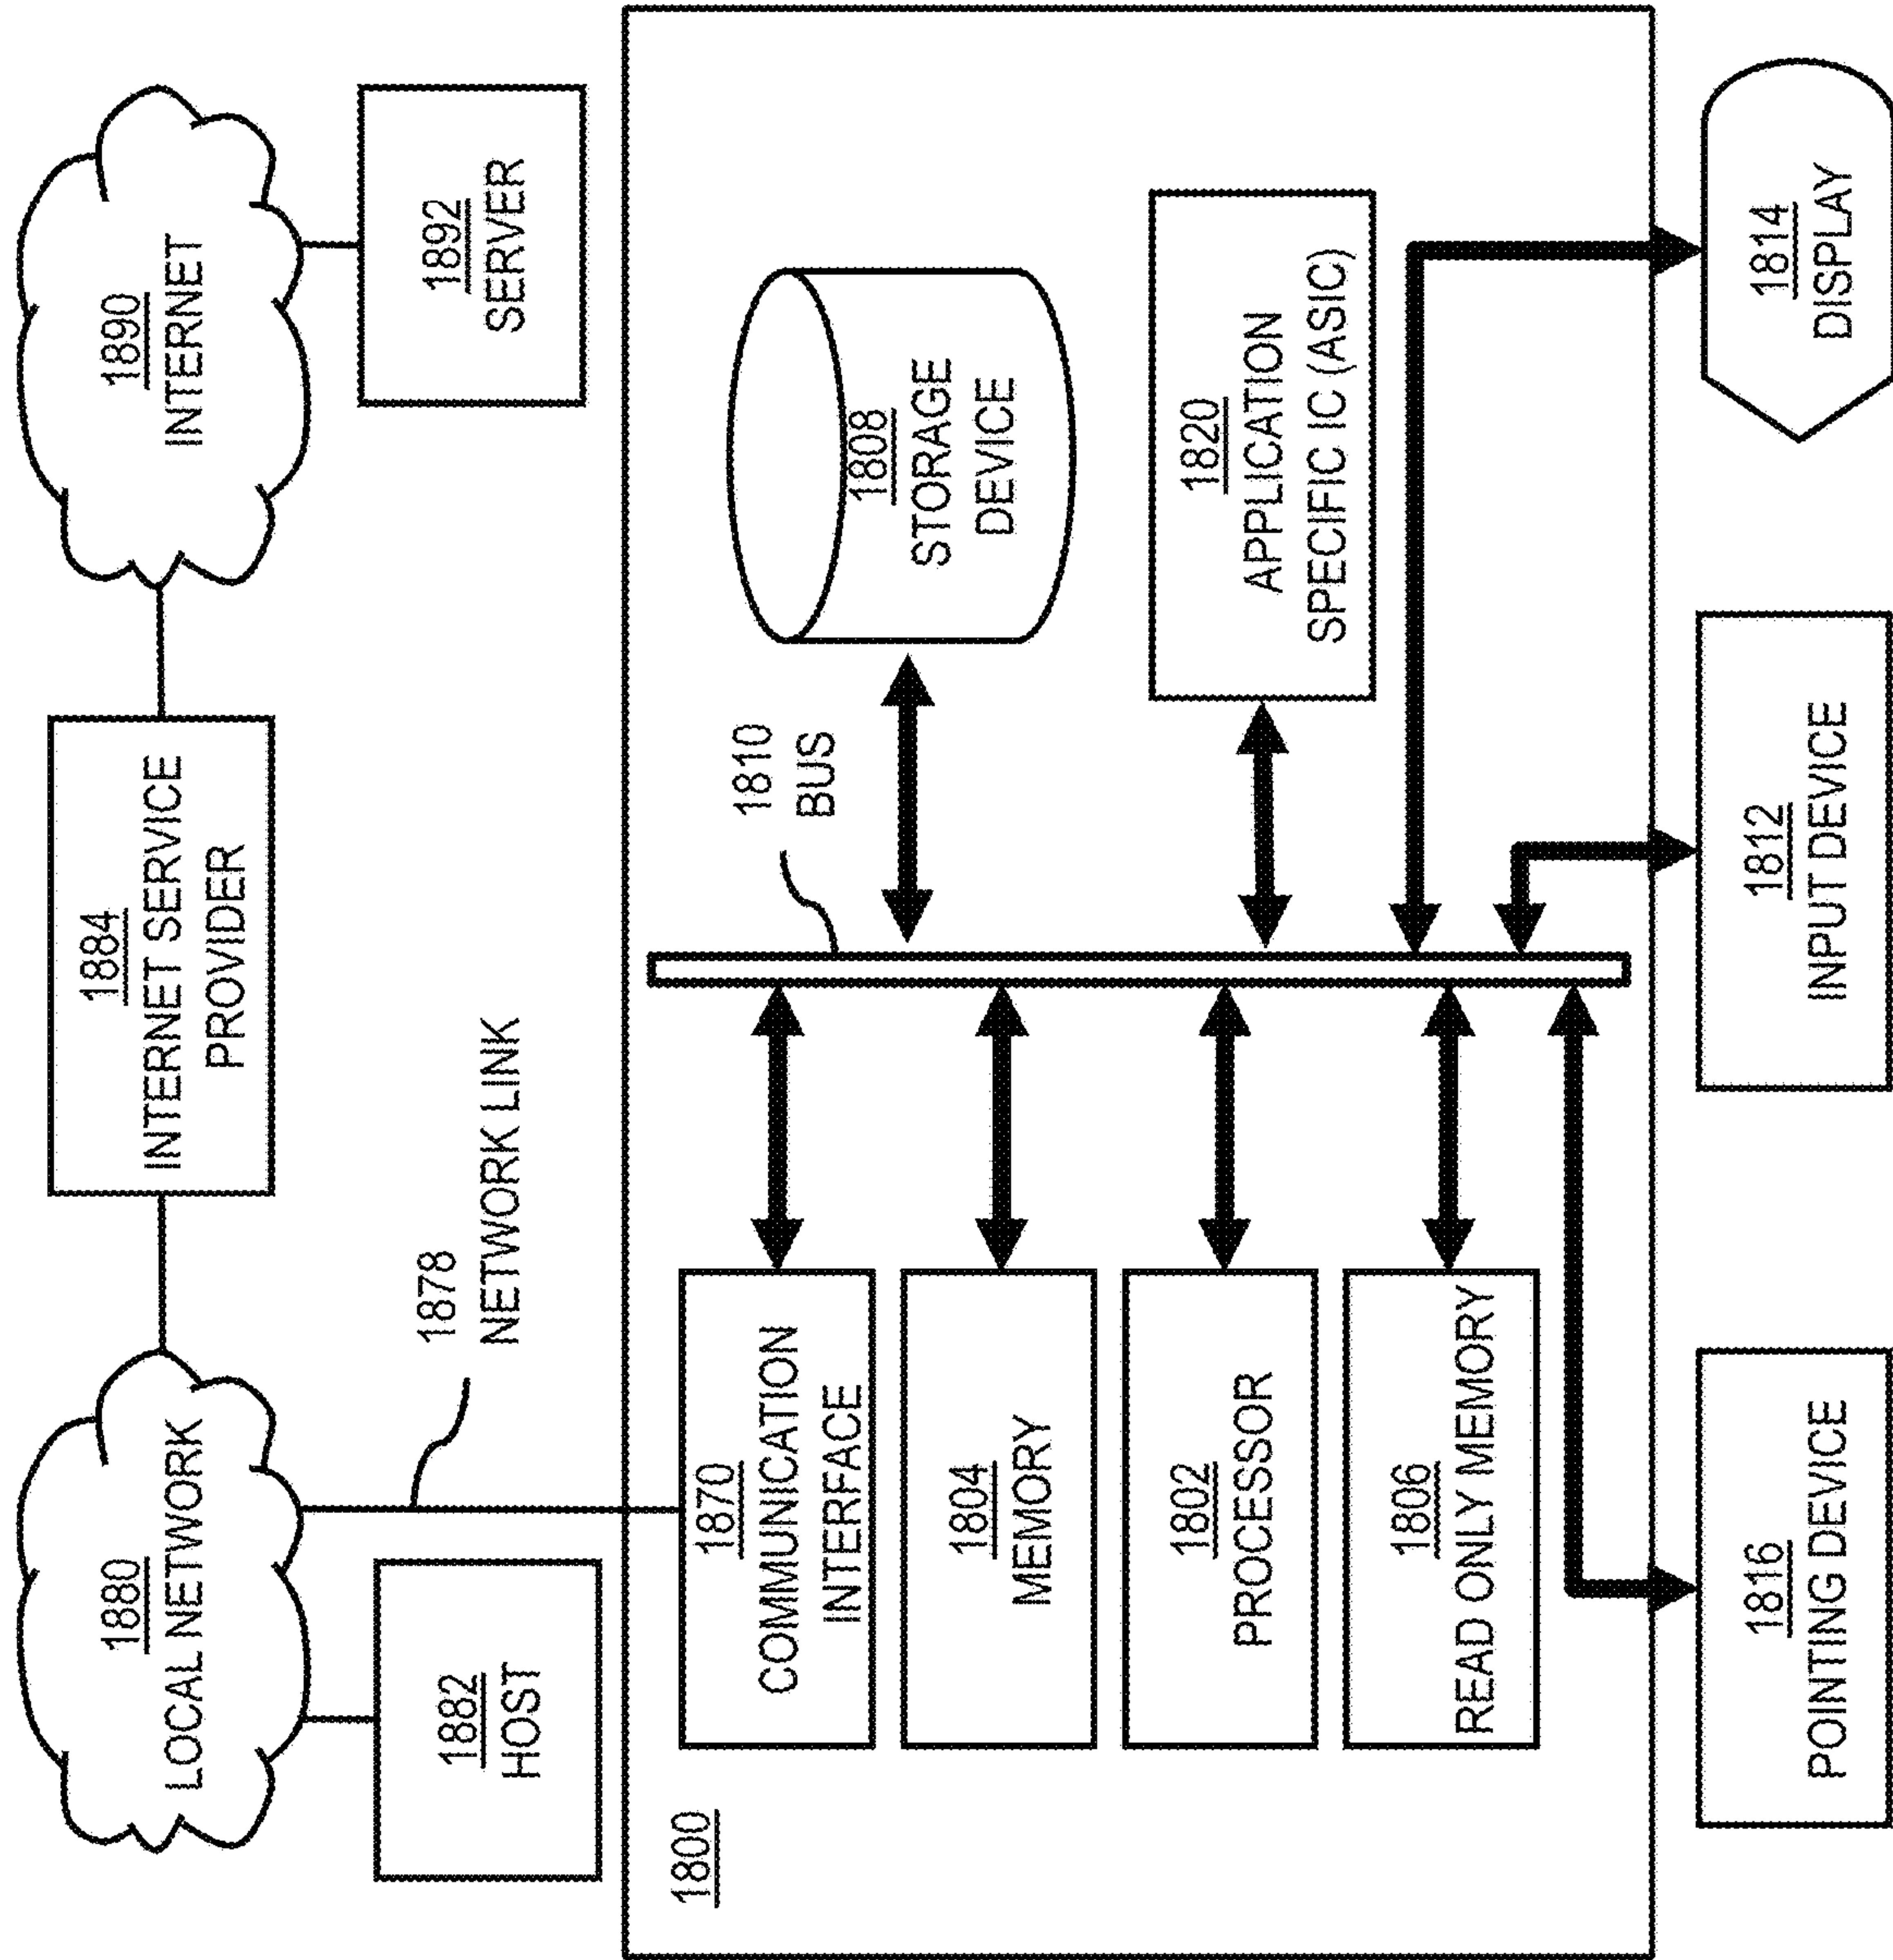 1880
LOCAL NETWORK
1884
INTERNET SERVICE
PROVIDER
1890
INTERNET
1882
HOST
1878
NETWORK LINK
1892
SERVER
1800
1870
COMMUNICATION
INTERFACE
1810
BUS
1808
STORAGE
DEVICE
1804
MEMORY
1802
PROCESSOR
1820
APPLICATION
SPECIFIC IC (ASIC)
1806
READ ONLY MEMORY
1816
POINTING DEVICE
1812
INPUT DEVICE
1814
DISPLAY